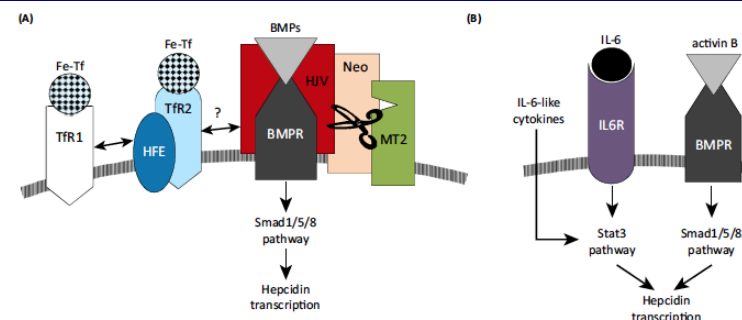 (A)
BMPs
Fe-Tf
Fe-Tf
HJV
Neo
TfR2
?
TfR1
BMPR
MT2
HFE
Smad1/5/8
pathway
Hepcidin
transcription
(B)
IL-6
activin B
IL-6-like
cytokines
IL6R
BMPR
Stat3
pathway
Smad1/5/8
pathway
Hepcidin
transcription